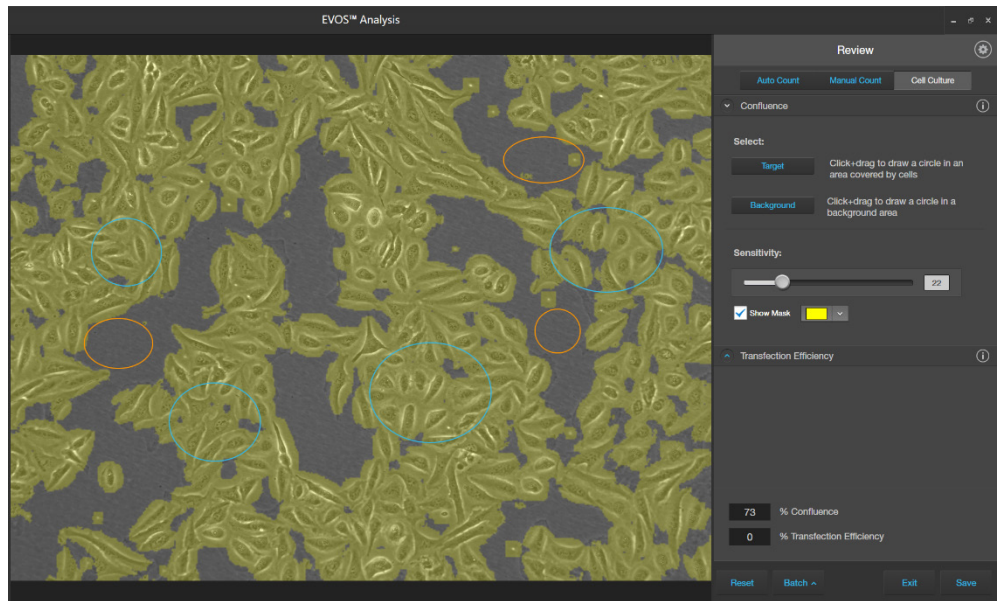 EVOS™ Analysis
Review
Auto Count
Manual Count
Cell Culture
Confluence
Select:
Target
Click+drag to draw a circle in an
area covered by cells
Background
Click+drag to draw a circle in a
background area
Sensitivity:
22
Show Mask
Transfection Efficiency
73 % Confluence
0 % Transfection Efficiency
Reset
Batch
Exit
Save